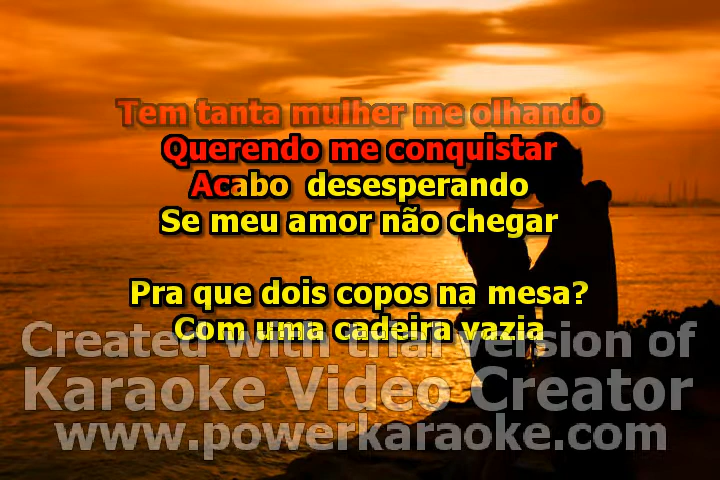 Tem tanta mulher me olhando
Querendo me conquistar
Acabo desesperando
Se meu amor não chegar
Pra que dois copos na mesa?
Com uma cadeira vazia
Created with trial version of
Karaoke Video Creator
www.powerkaraoke.com